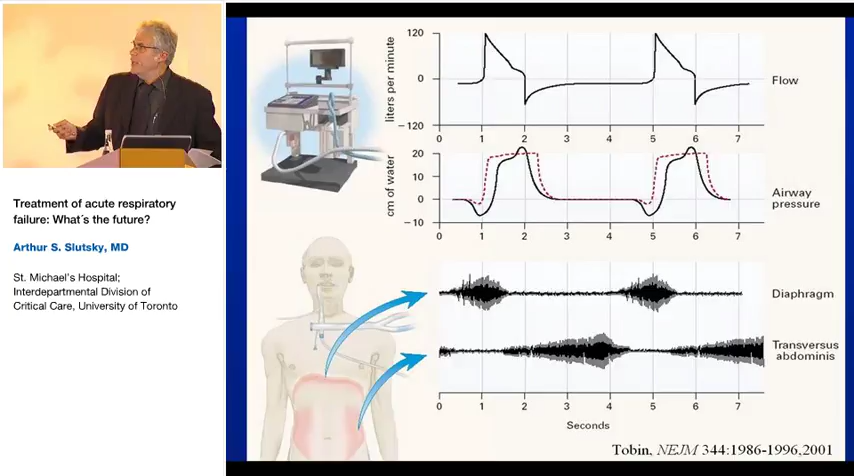 Treatment of acute respiratory
failure: What´s the future?
Arthur S. Slutsky, MD
St. Michael's Hospital;
Interdepartmental Division of
Critical Care, University of Toronto
liters per minute
120
0
−120
Flow
0 1 2 3 4 5 6 7
cm of water
20
10
0
−10
Airway
pressure
0 1 2 3 4 5 6 7
Diaphragm
Transversus
abdominis
0 1 2 3 4 5 6 7
Seconds
Tobin, NEJM 344:1986-1996,2001